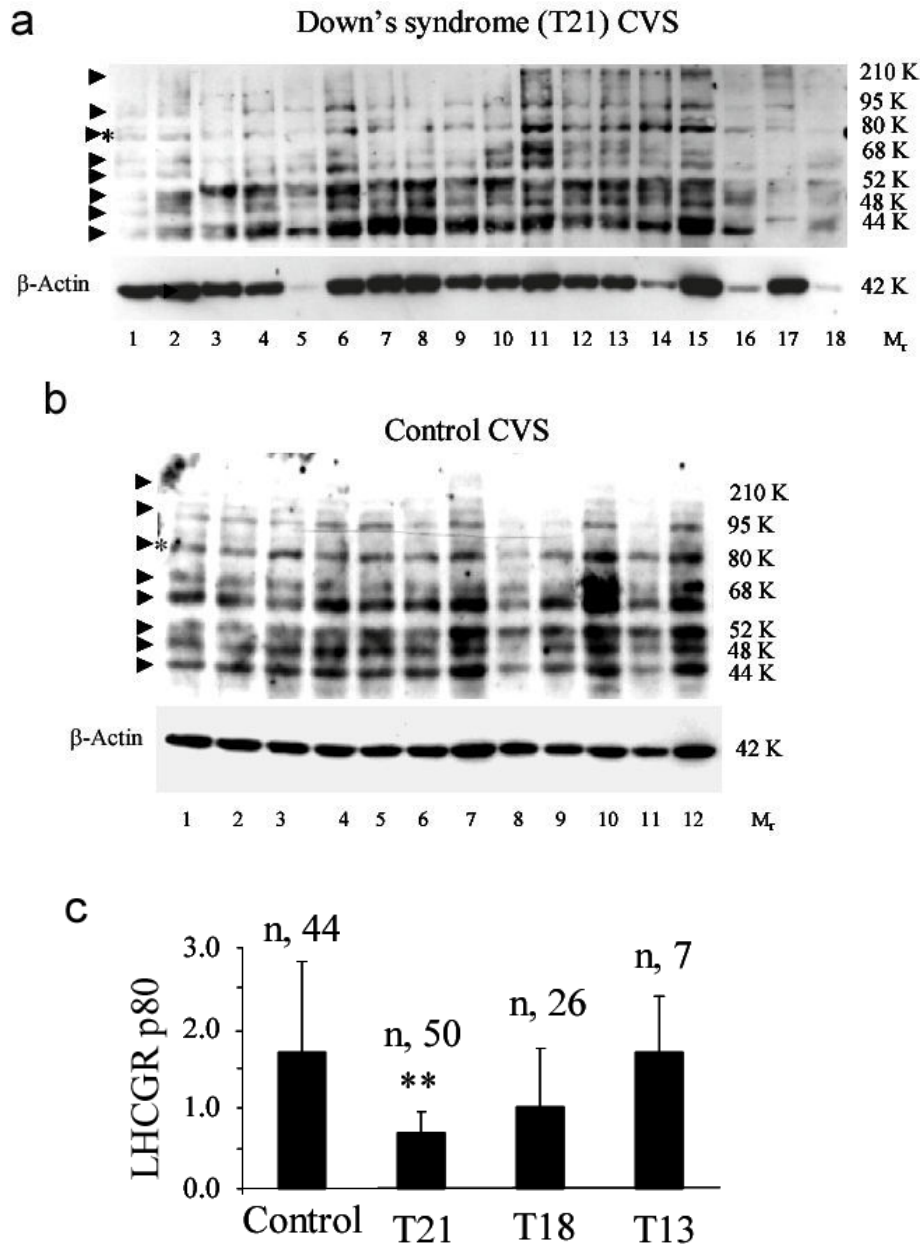 a
Down's syndrome (T21) CVS
210 K
95 K
*
80 K
68 K
52 K
48 K
44 K
β-Actin
42 K
1 2 3 4 5 6 7 8 9 10 11 12 13 14 15 16 17 18 Mr
b
Control CVS
210 K
95 K
*
80 K
68 K
52 K
48 K
44 K
β-Actin
42 K
1 2 3 4 5 6 7 8 9 10 11 12 Mr
c
LHCGR p80
3.0
2.0
1.0
0.0
n, 44
n, 50
**
n, 26
n, 7
Control T21 T18 T13